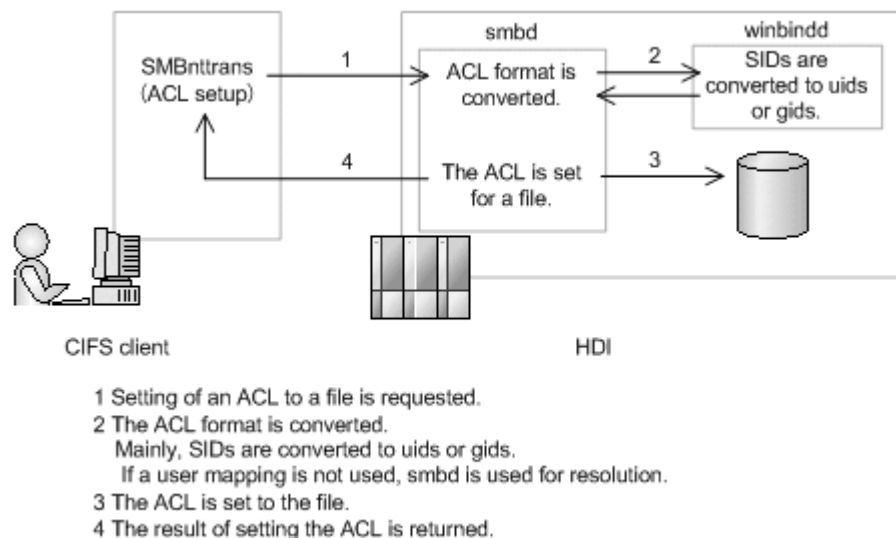 smbd
winbindd
SMBnttrans
(ACL setup)
1
ACL format is
converted.
2
SIDs are
converted to uids
or gids.
4
The ACL is set
for a file.
3
CIFS client
HDI
1 Setting of an ACL to a file is requested.
2 The ACL format is converted.
Mainly, SIDs are converted to uids or gids.
If a user mapping is not used, smbd is used for resolution.
3 The ACL is set to the file.
4 The result of setting the ACL is returned.